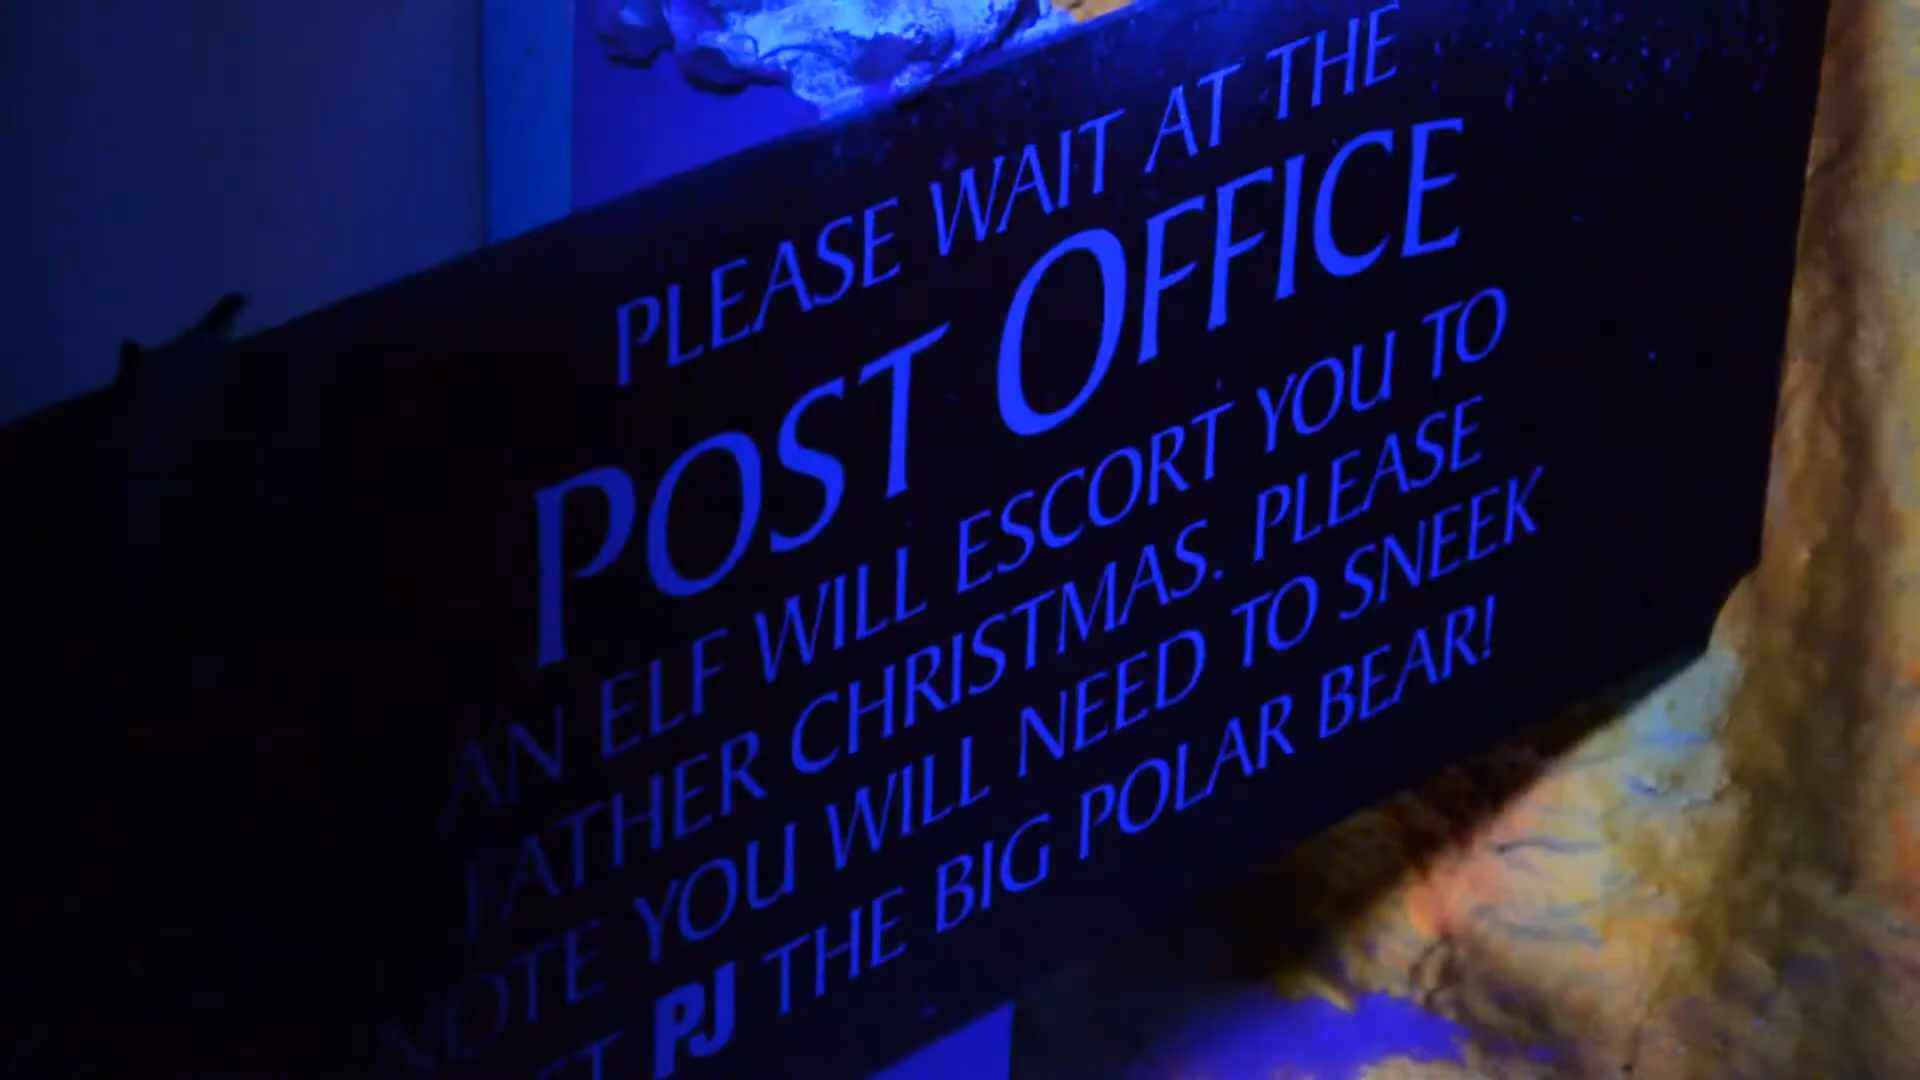 PLEASE WAIT AT THE
POST OFFICE
AN ELF WILL ESCORT YOU TO
FATHER CHRISTMAS. PLEASE
NOTE YOU WILL NEED TO SNEEK
PJ THE BIG POLAR BEAR!